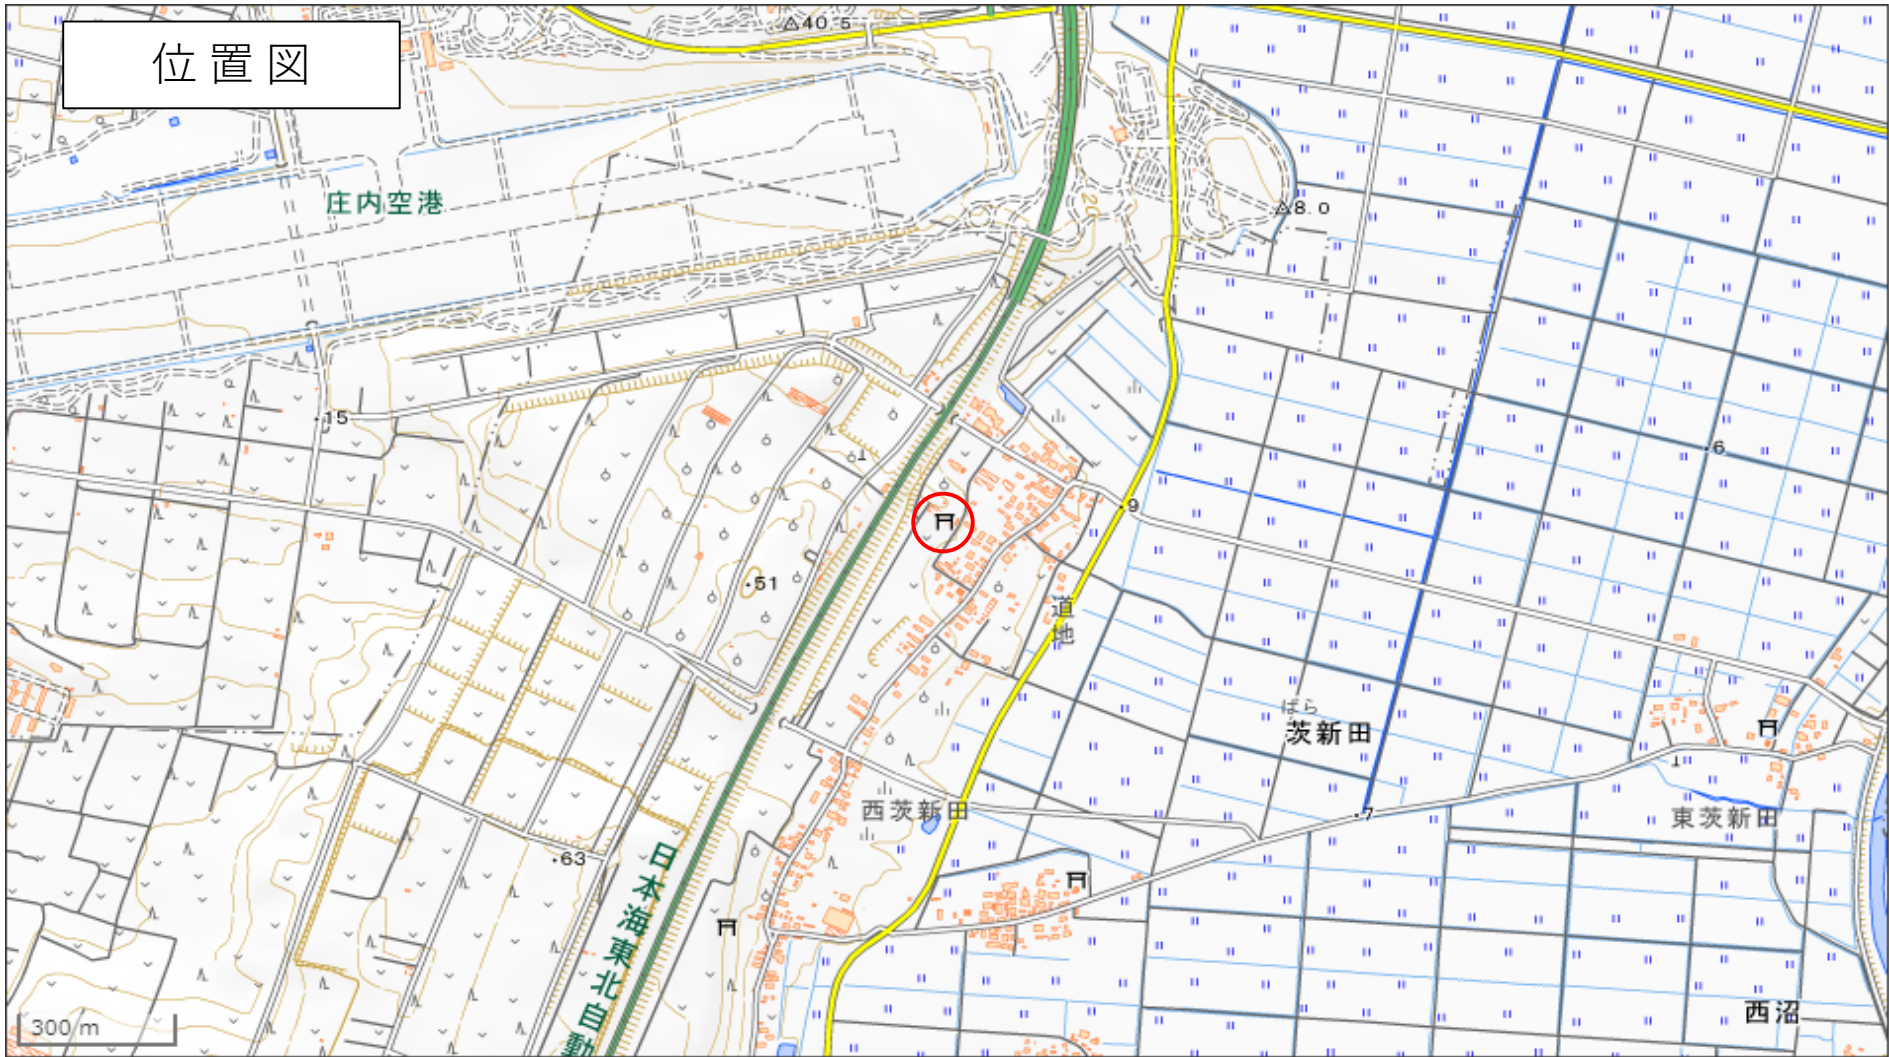 位置図
40.5
庄内空港
20
8.0
15
6
9
51
道地
ばら
茨新田
西茨新田
7
東茨新田
63
日本海東北自動
西沼
300 m